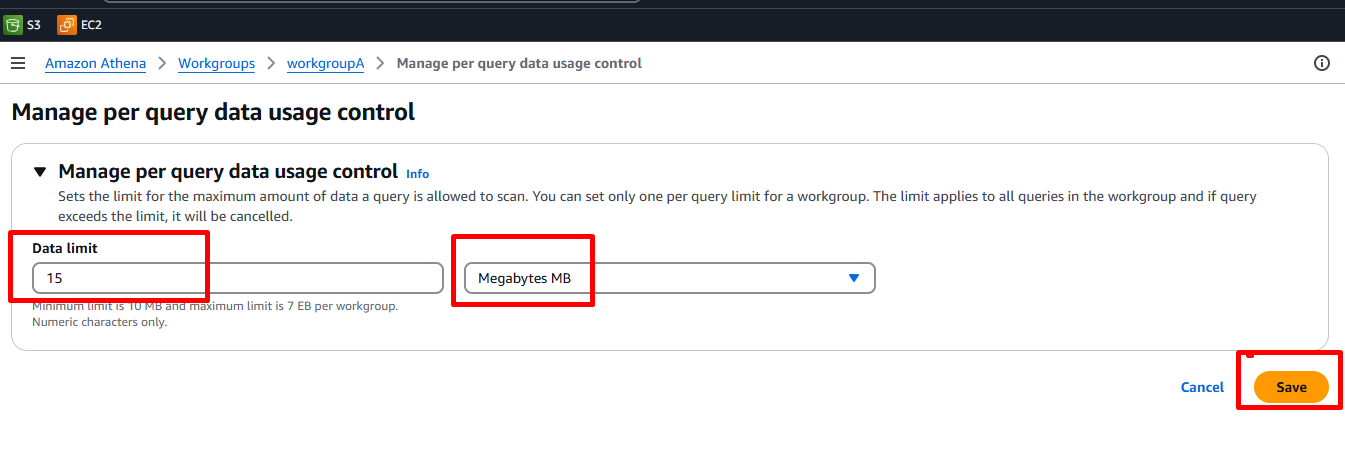 S3 EC2
Amazon Athena > Workgroups > workgroupA > Manage per query data usage control
Manage per query data usage control
Manage per query data usage control Info
Sets the limit for the maximum amount of data a query is allowed to scan. You can set only one per query limit for a workgroup. The limit applies to all queries in the workgroup and if query
exceeds the limit, it will be cancelled.
Data limit
15 Megabytes MB
Minimum limit is 10 MB and maximum limit is 7 EB per workgroup.
Numeric characters only.
Cancel Save